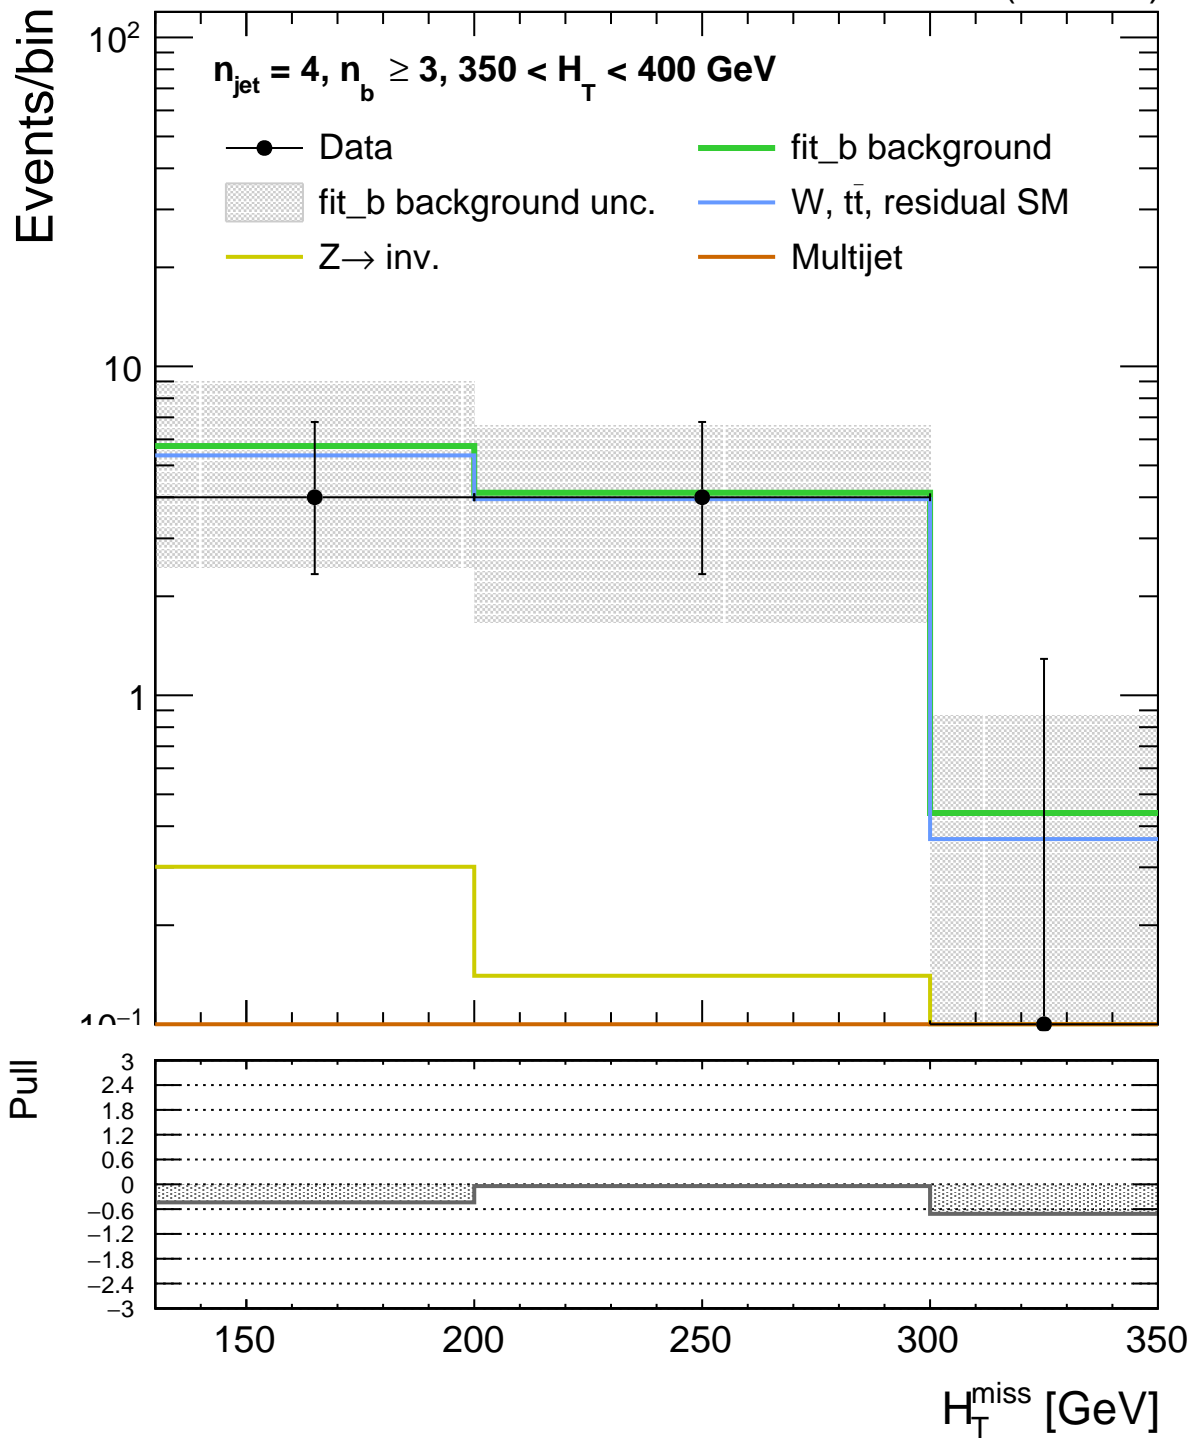 Events/bin
10²
n_jet = 4, n_b ≥ 3, 350 < H_T < 400 GeV
Data
fit_b background
fit_b background unc.
W, tt̄, residual SM
Z→ inv.
Multijet
10
1
10⁻¹
Pull
3
2.4
1.8
1.2
0.6
0
−0.6
−1.2
−1.8
−2.4
−3
150 200 250 300 350
H_T^miss [GeV]